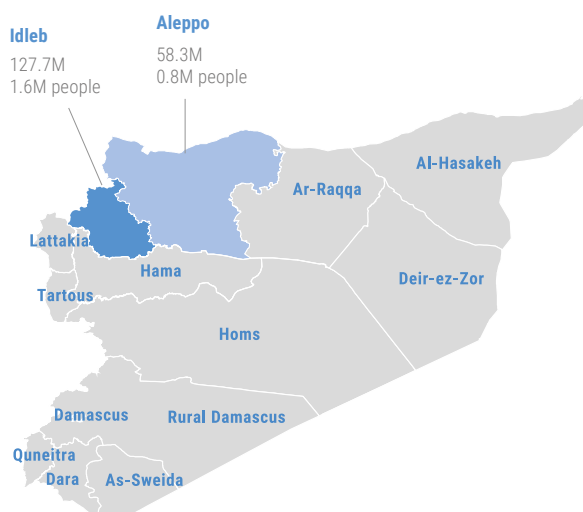 Idleb
127.7M
1.6M people
Aleppo
58.3M
0.8M people
Al-Hasakeh
Ar-Raqqa
Lattakia
Hama
Deir-ez-Zor
Tartous
Homs
Damascus
Rural Damascus
Quneitra
Dara
As-Sweida